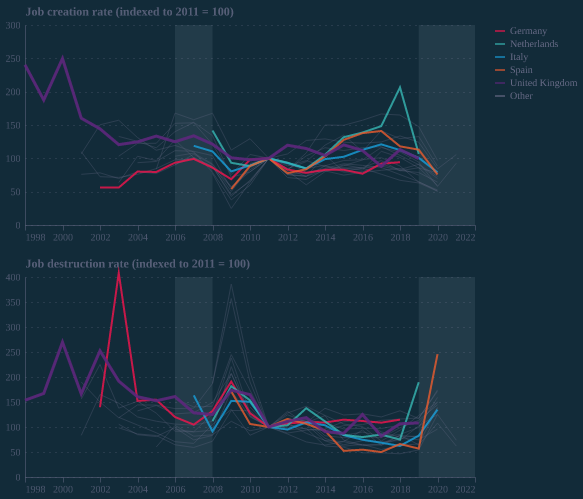 Job creation rate (indexed to 2011 = 100)
300
250
200
150
100
50
0
1998 2000 2002 2004 2006 2008 2010 2012 2014 2016 2018 2020 2022
Germany
Netherlands
Italy
Spain
United Kingdom
Other
Job destruction rate (indexed to 2011 = 100)
400
350
300
250
200
150
100
50
0
1998 2000 2002 2004 2006 2008 2010 2012 2014 2016 2018 2020 2022